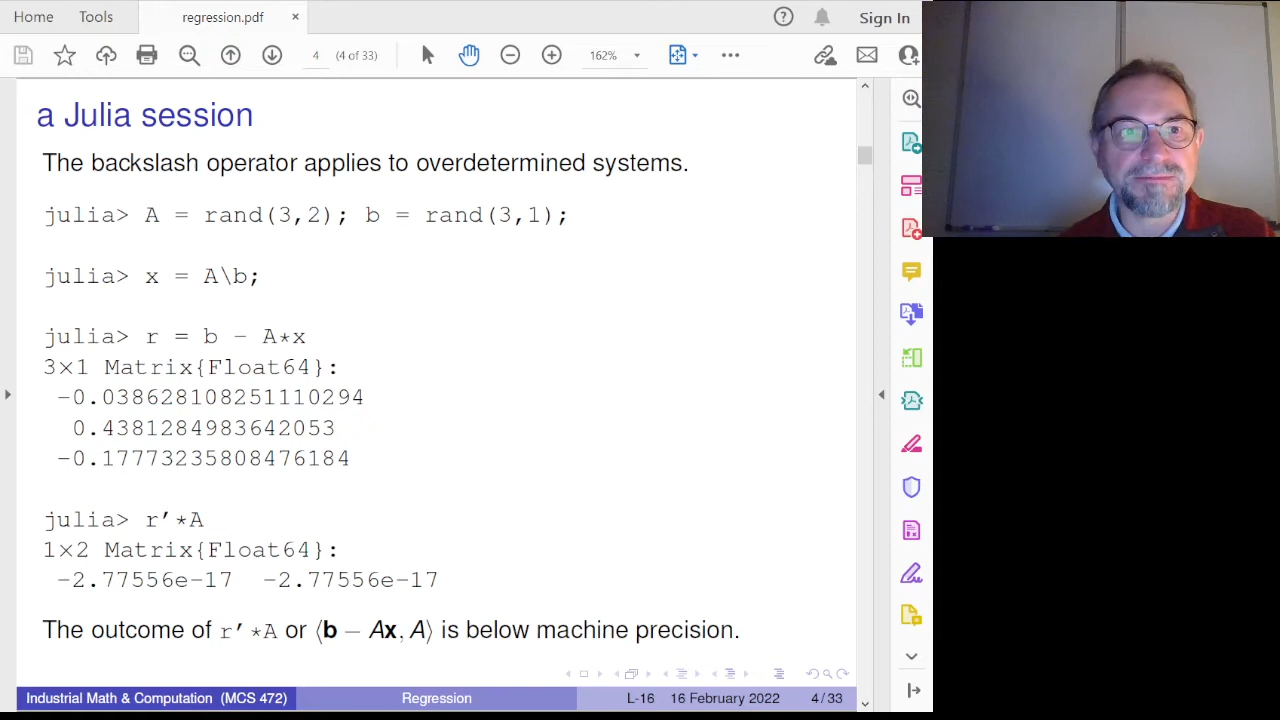 Home Tools regression.pdf × Sign In
4 (4 of 33) 162%
a Julia session
The backslash operator applies to overdetermined systems.
julia> A = rand(3,2); b = rand(3,1);
julia> x = A\b;
julia> r = b - A*x
3×1 Matrix{Float64}:
-0.038628108251110294
0.4381284983642053
-0.17773235808476184
julia> r'*A
1×2 Matrix{Float64}:
-2.77556e-17 -2.77556e-17
The outcome of r'*A or ⟨b − Ax, A⟩ is below machine precision.
Industrial Math & Computation (MCS 472) Regression L-16 16 February 2022 4 / 33